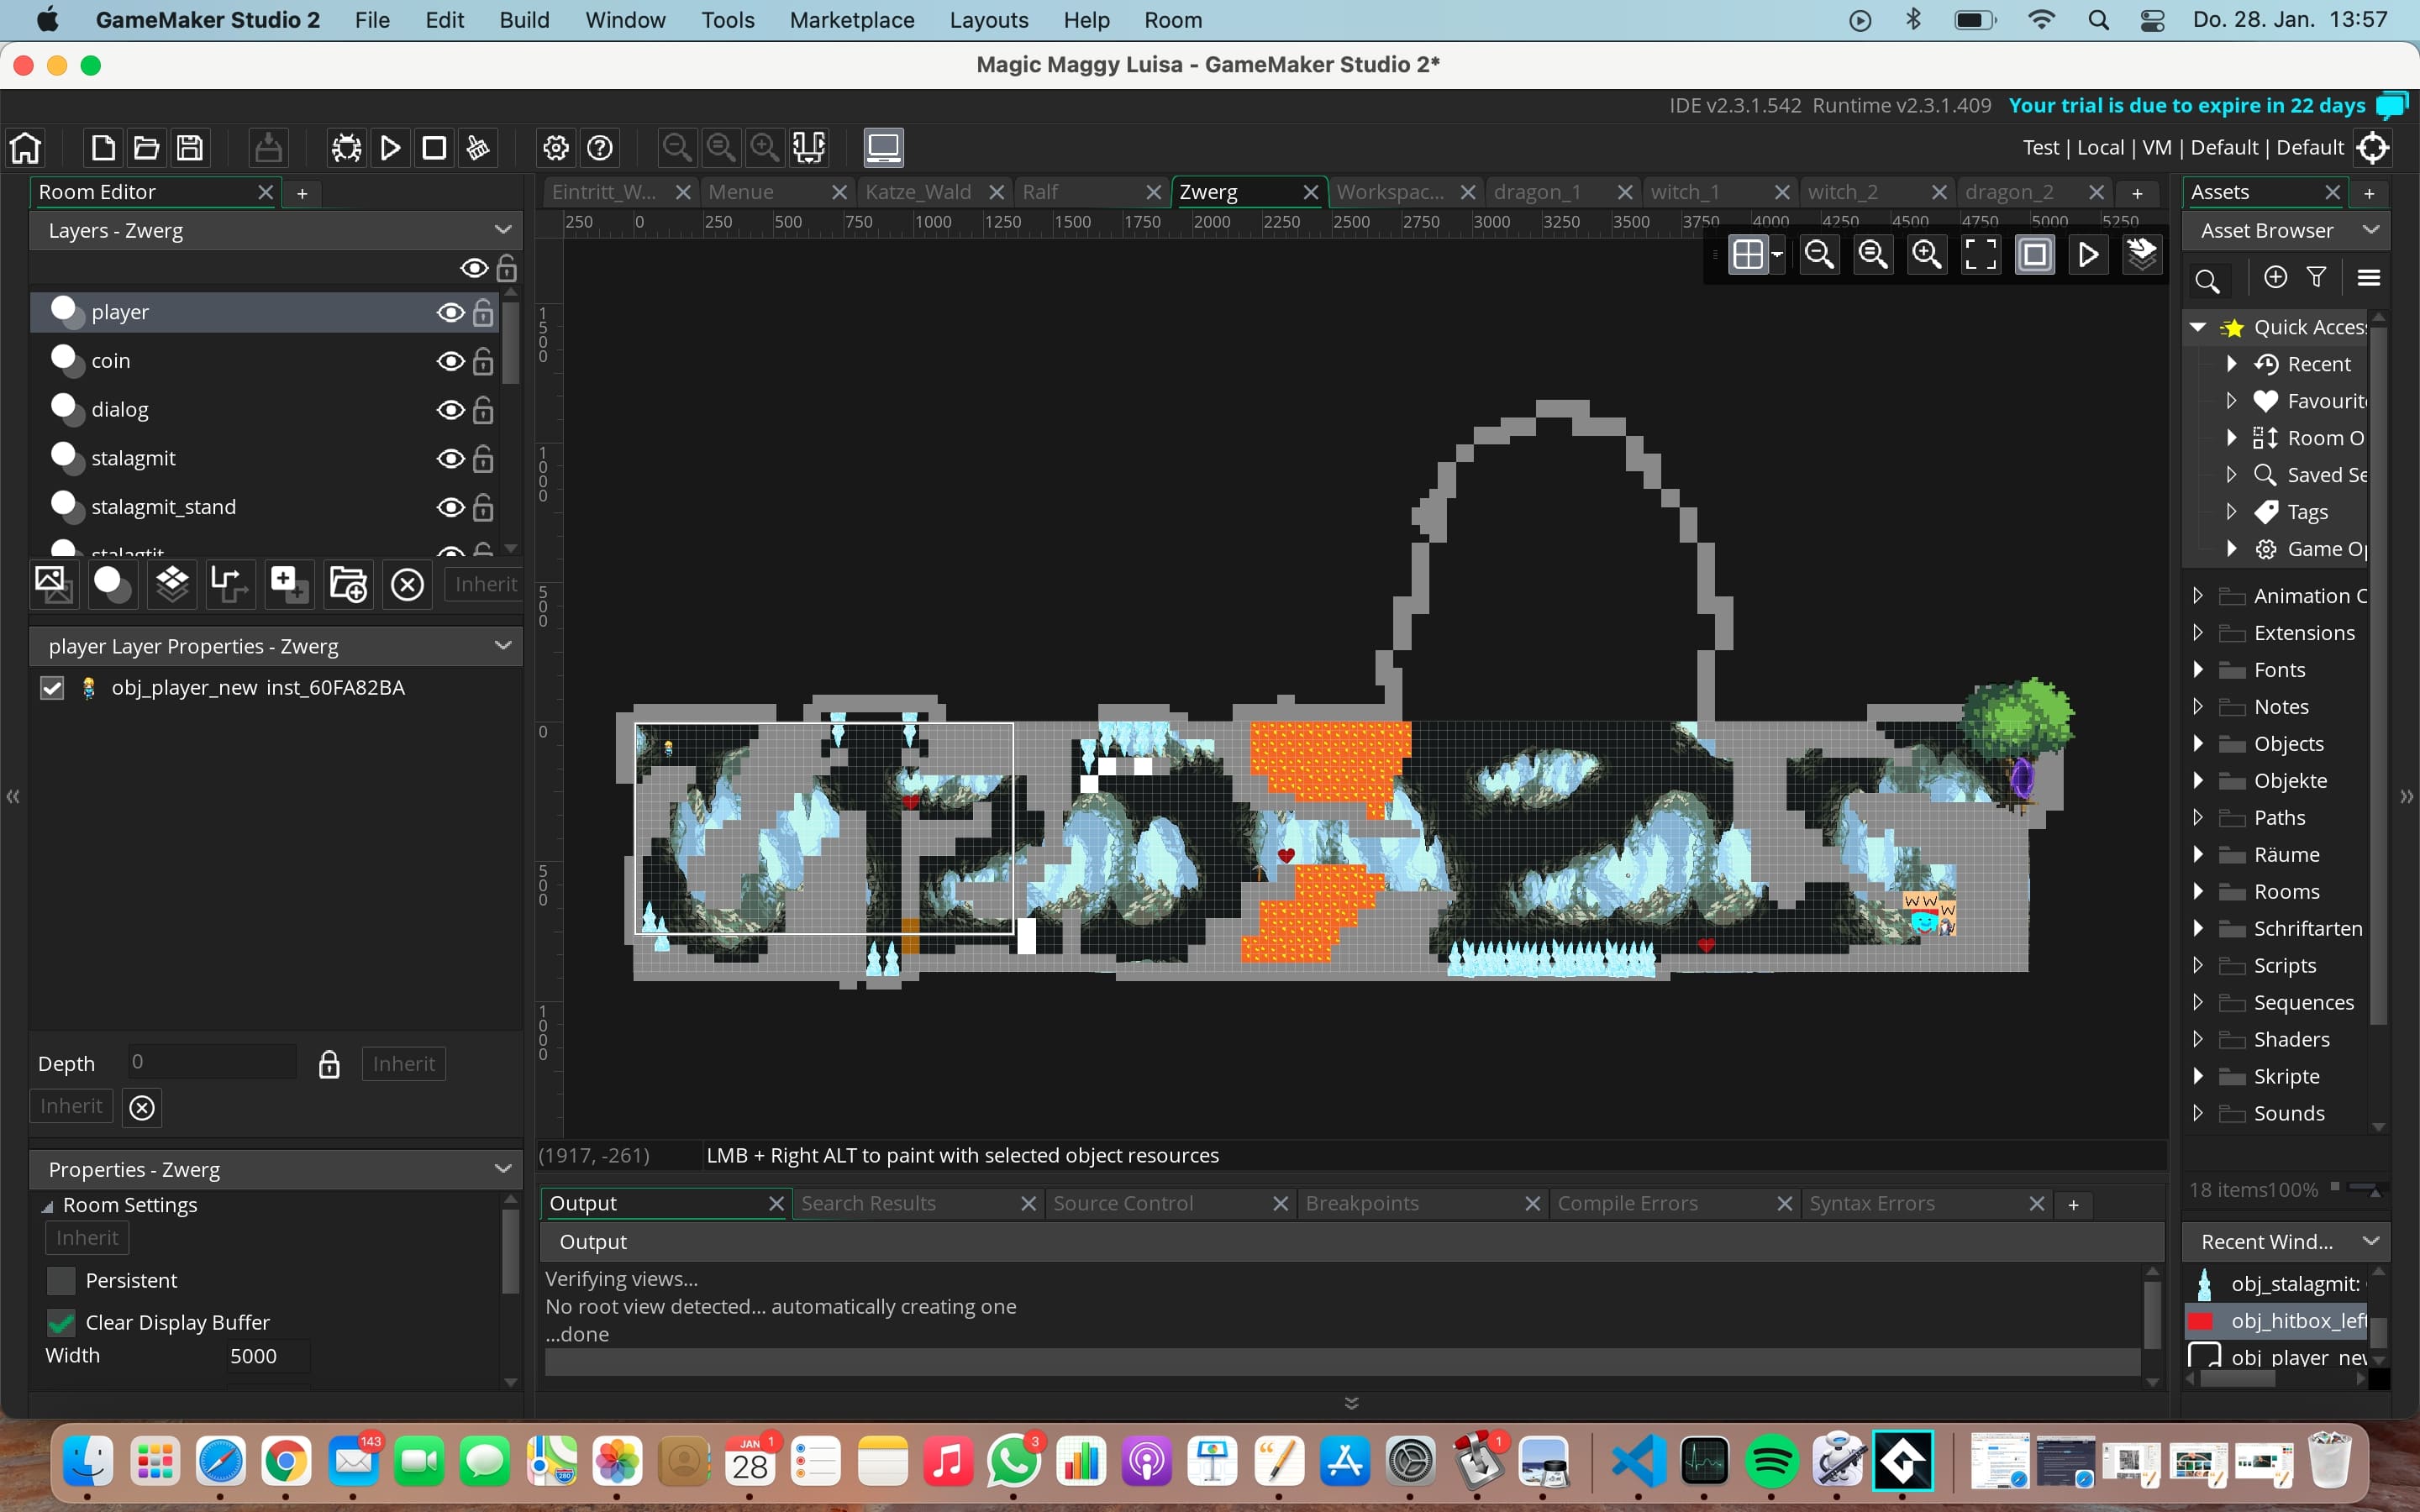 GameMaker Studio 2 File Edit Build Window Tools Marketplace Layouts Help Room Do. 28. Jan. 13:57
Magic Maggy Luisa - GameMaker Studio 2*
IDE v2.3.1.542 Runtime v2.3.1.409 Your trial is due to expire in 22 days
Test | Local | VM | Default | Default
Room Editor
Eintritt_W... Menue Katze_Wald Ralf Zwerg Workspac... dragon_1 witch_1 witch_2 dragon_2
Assets
250 0 250 500 750 1000 1250 1500 1750 2000 2250 2500 2750 3000 3250 3500 3750 4000 4250 4500 4750 5000 5250
Layers - Zwerg
Asset Browser
player
coin
dialog
stalagmit
stalagmit_stand
stalagtit
Inherit
player Layer Properties - Zwerg
obj_player_new inst_60FA82BA
Depth 0 Inherit
Inherit
Properties - Zwerg
Room Settings
Inherit
Persistent
Clear Display Buffer
Width 5000
1500
1000
500
0
500
1000
W W
W
(1917, -261) LMB + Right ALT to paint with selected object resources
Output Search Results Source Control Breakpoints Compile Errors Syntax Errors
Output
Verifying views...
No root view detected... automatically creating one
...done
Quick Acces
Recent
Favourit
Room O
Saved Se
Tags
Game Op
Animation C
Extensions
Fonts
Notes
Objects
Objekte
Paths
Räume
Rooms
Schriftarten
Scripts
Sequences
Shaders
Skripte
Sounds
18 items 100%
Recent Wind...
obj_stalagmit:
obj_hitbox_left
obj_player_new
143
JAN 1
28
3
1
280